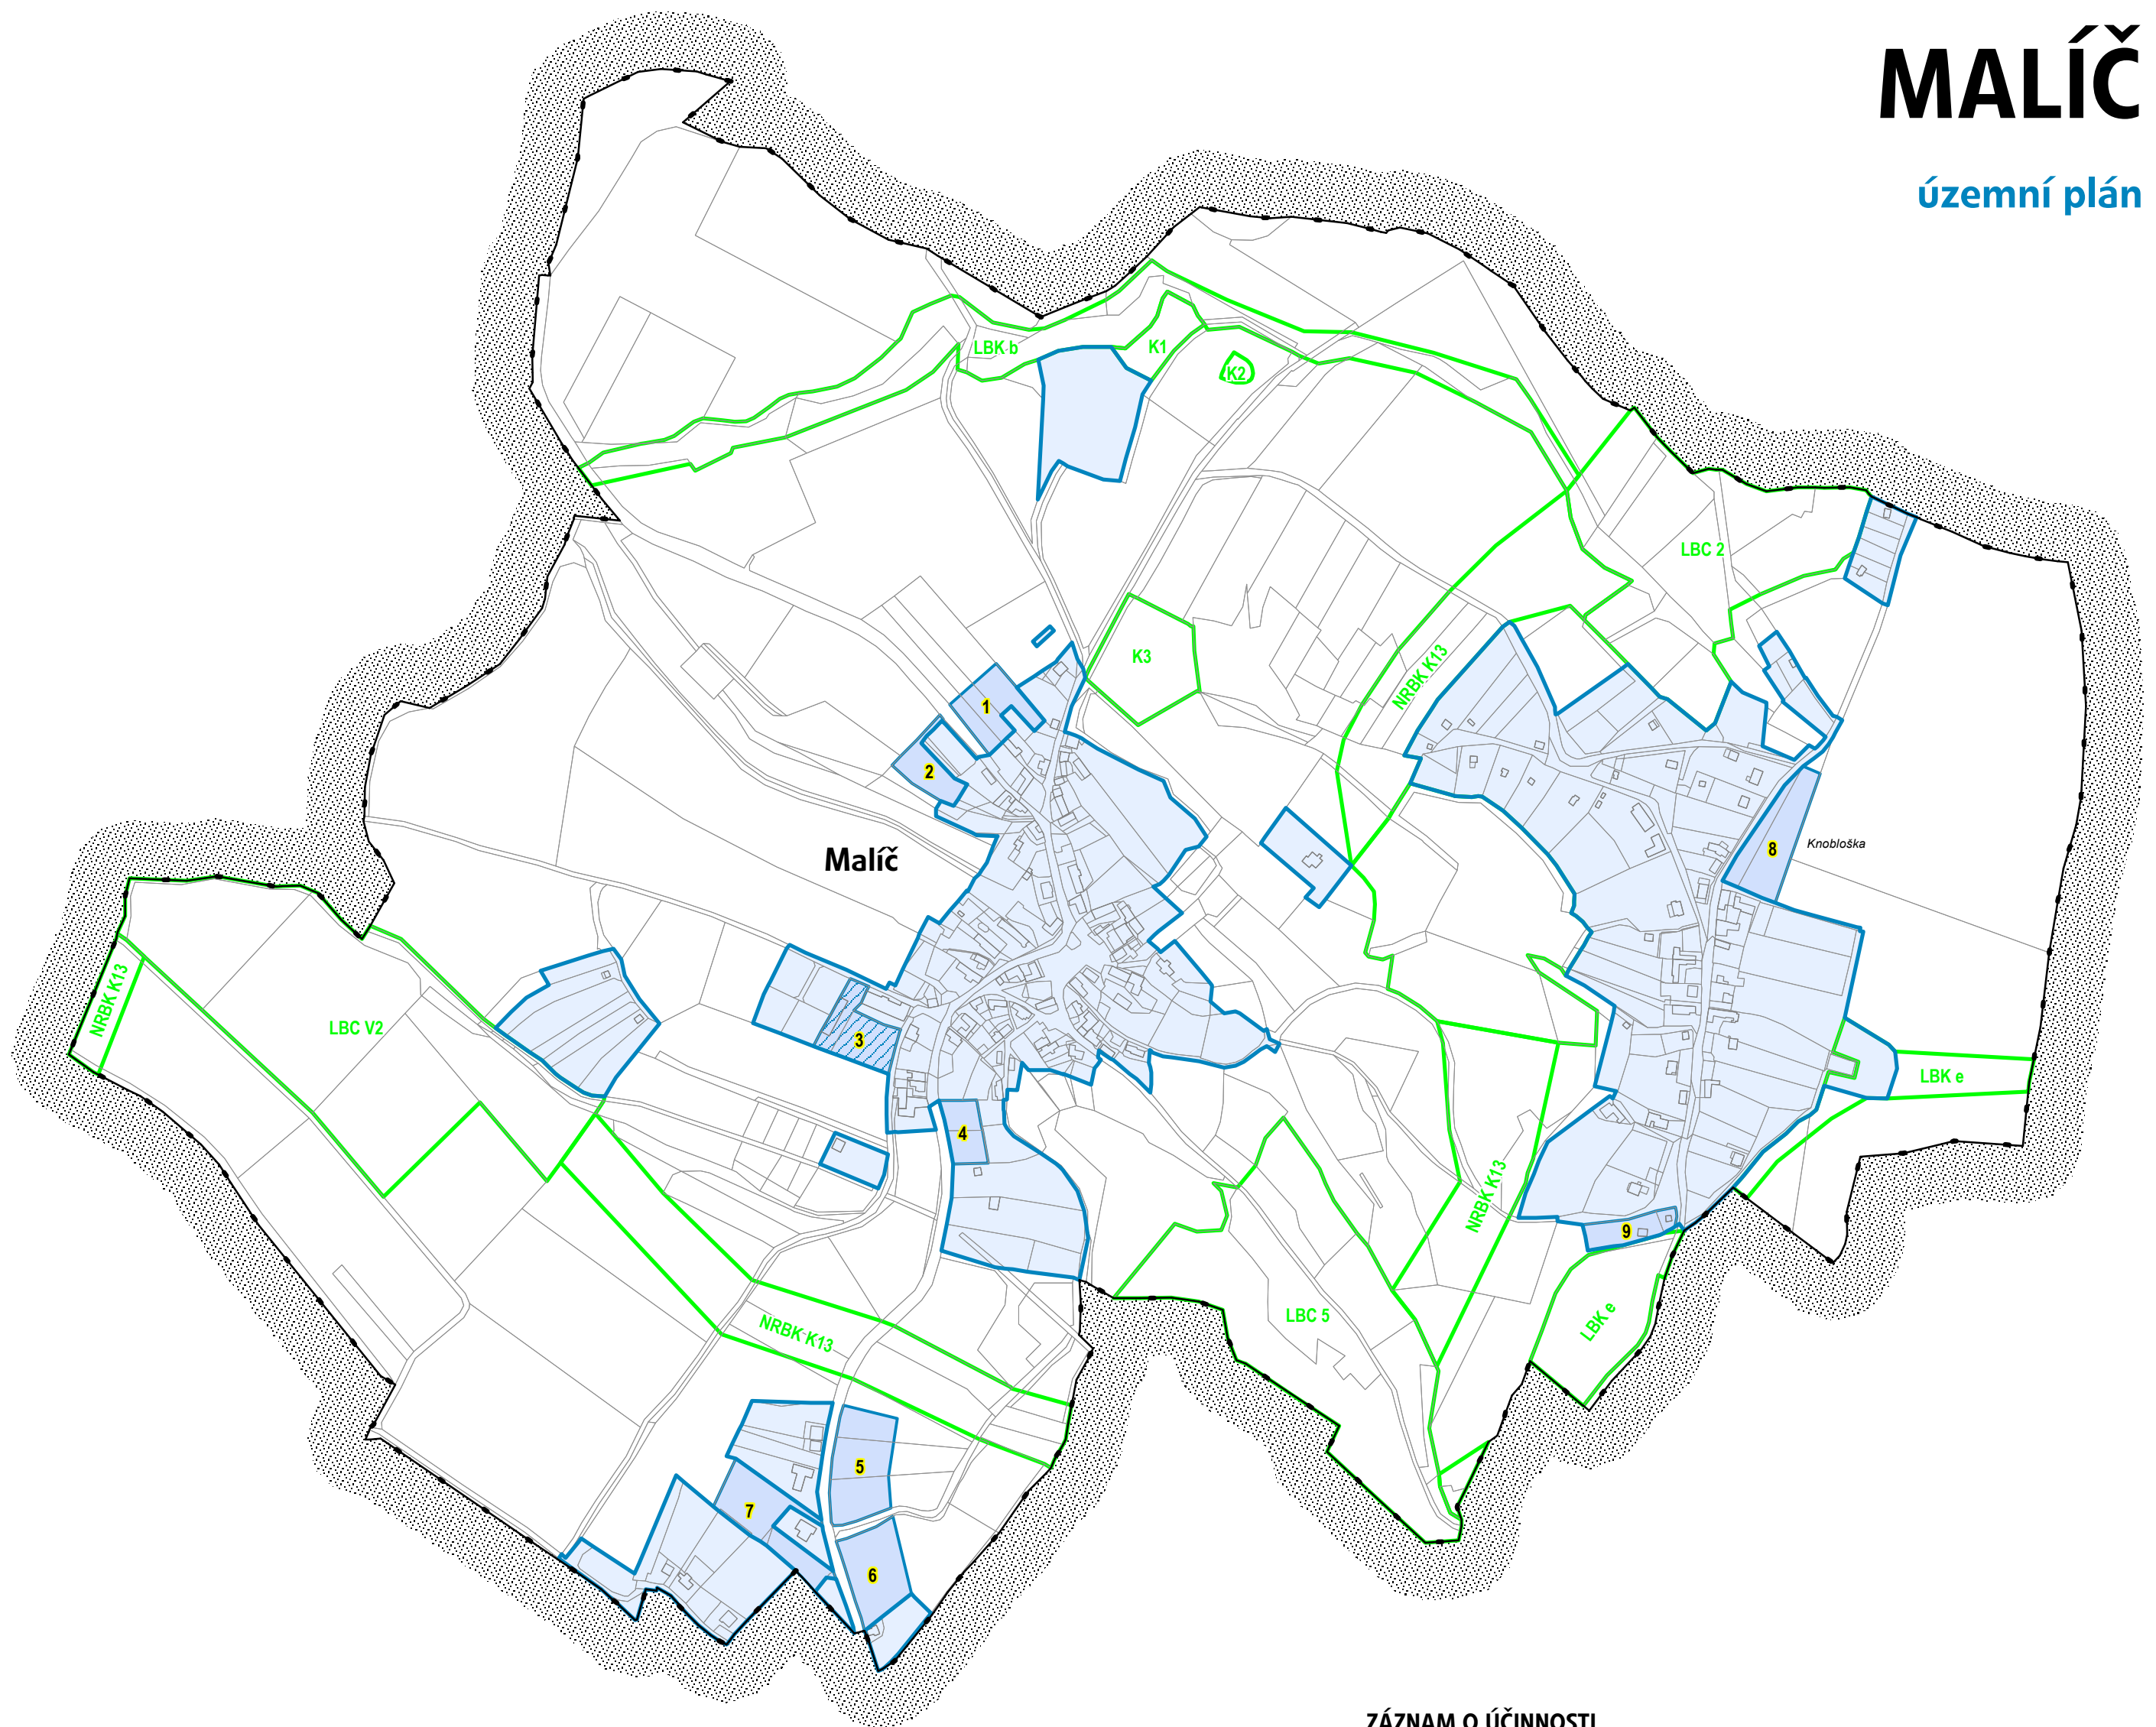 MALÍČ
územní plán
LBK b
K1
K2
LBC 2
K3
NRBK K13
1
2
8
Knobloška
Malíč
NRBK K13
LBC V2
3
LBK e
4
NRBK K13
9
LBC 5
LBK e
NRBK K13
5
7
6
ZÁZNAM O ÚČINNOSTI